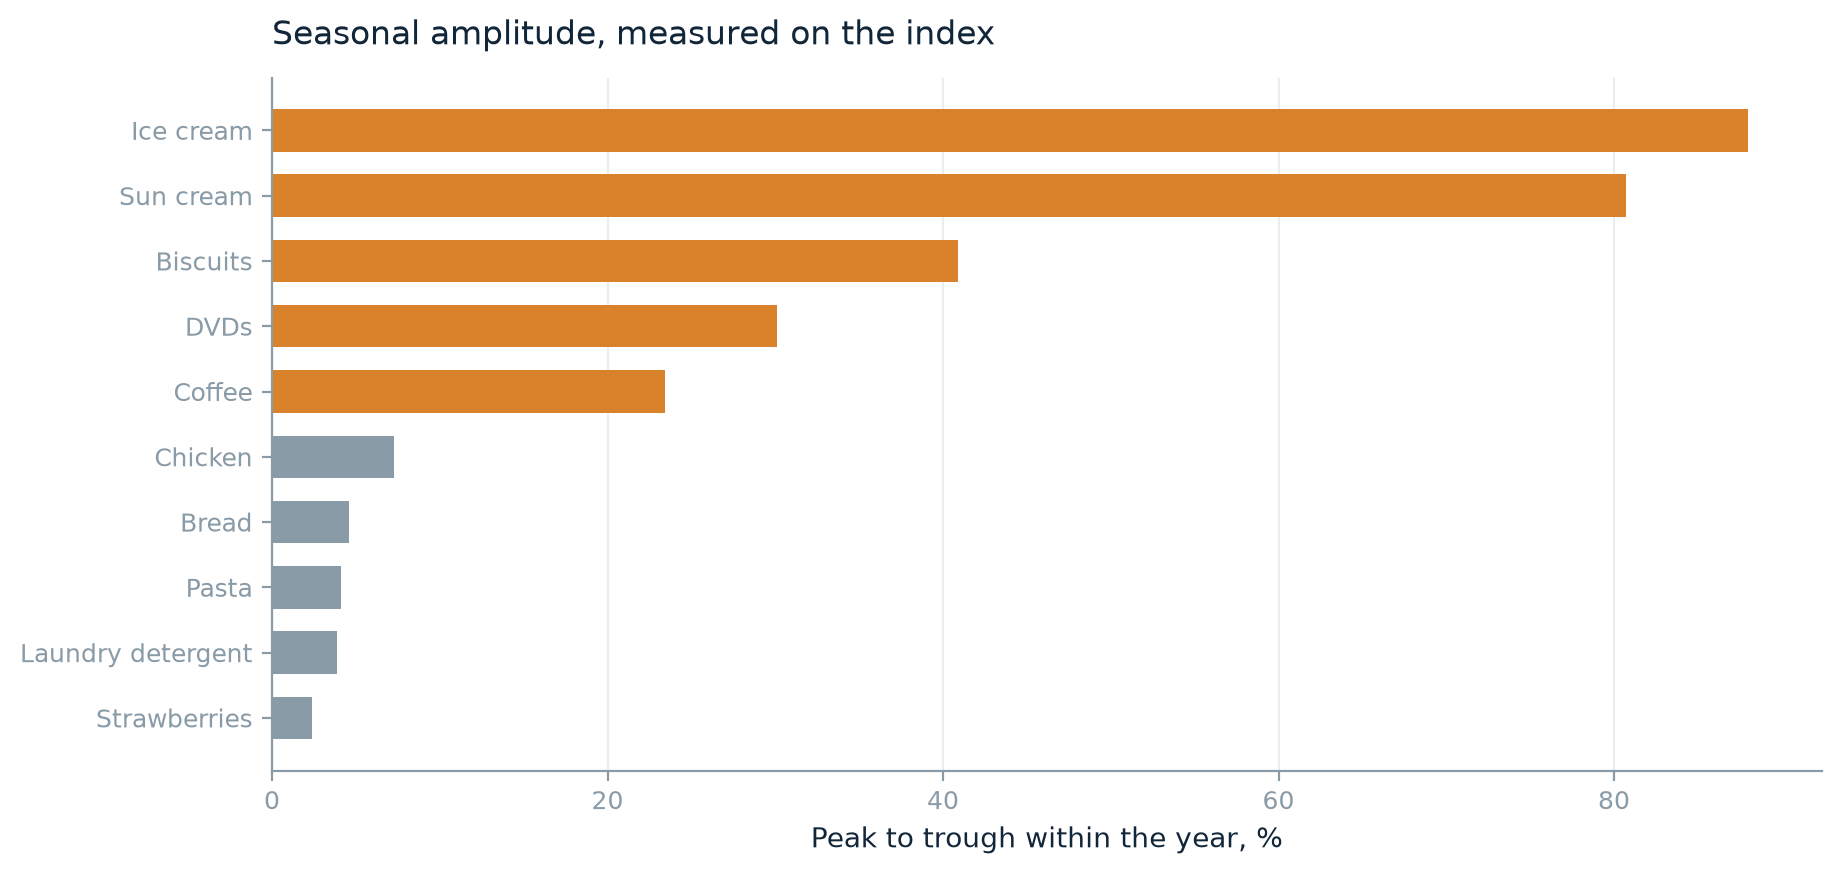 Seasonal amplitude, measured on the index
Ice cream
Sun cream
Biscuits
DVDs
Coffee
Chicken
Bread
Pasta
Laundry detergent
Strawberries
0 20 40 60 80
Peak to trough within the year, %